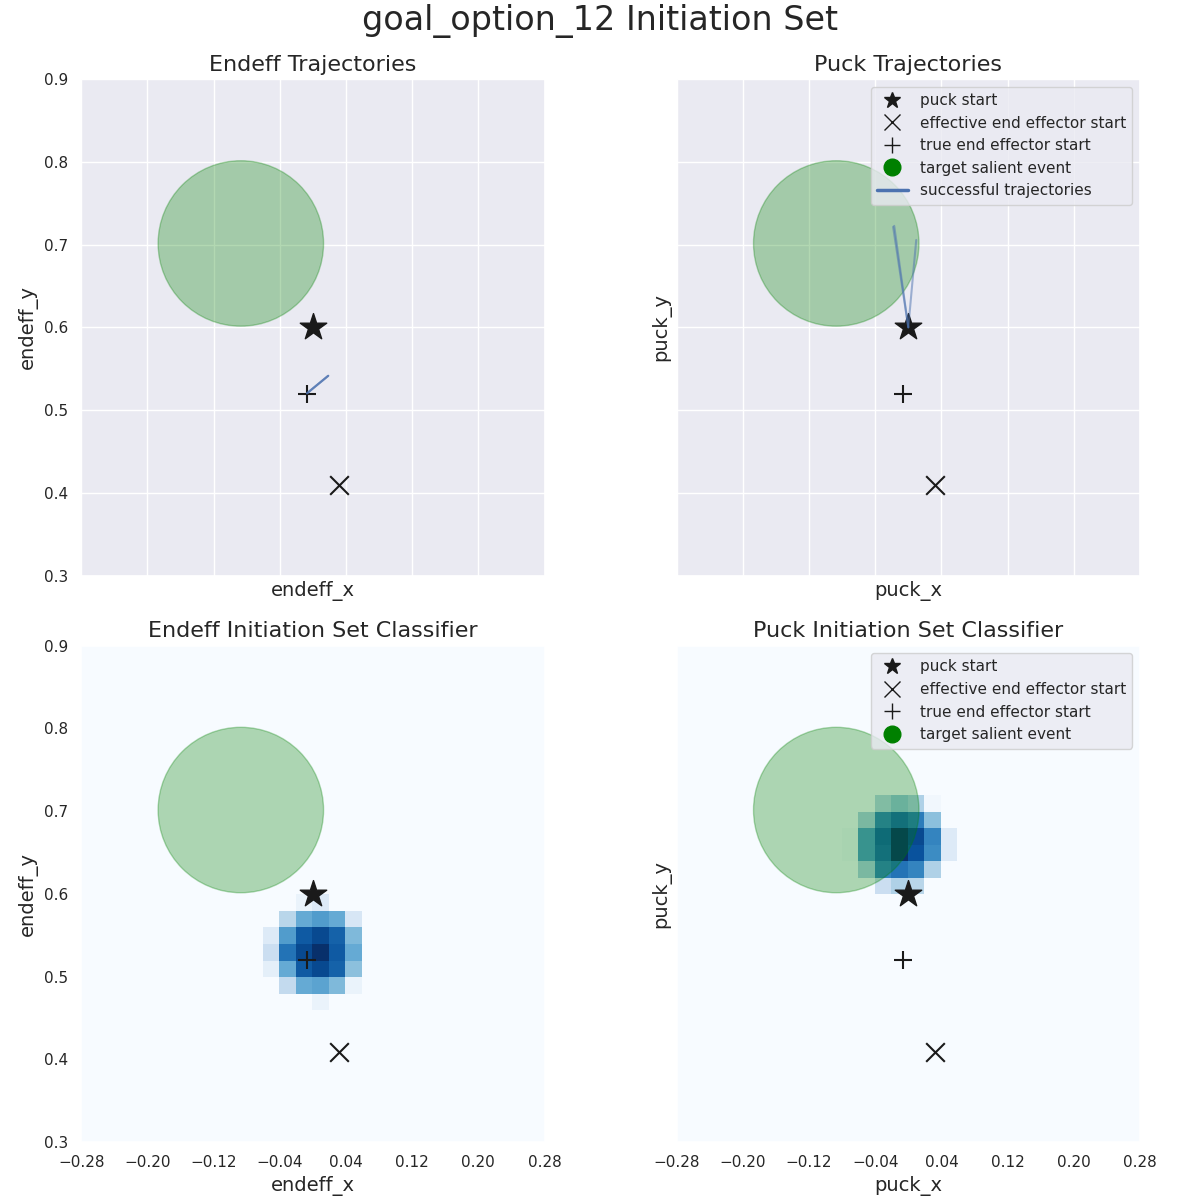 goal_option_12 Initiation Set
Endeff Trajectories
0.9
0.8
0.7
0.6
0.5
0.4
0.3
endeff_y
endeff_x
Puck Trajectories
puck start
effective end effector start
true end effector start
target salient event
successful trajectories
puck_y
puck_x
Endeff Initiation Set Classifier
0.9
0.8
0.7
0.6
0.5
0.4
0.3
endeff_y
−0.28 −0.20 −0.12 −0.04 0.04 0.12 0.20 0.28
endeff_x
Puck Initiation Set Classifier
puck start
effective end effector start
true end effector start
target salient event
puck_y
−0.28 −0.20 −0.12 −0.04 0.04 0.12 0.20 0.28
puck_x